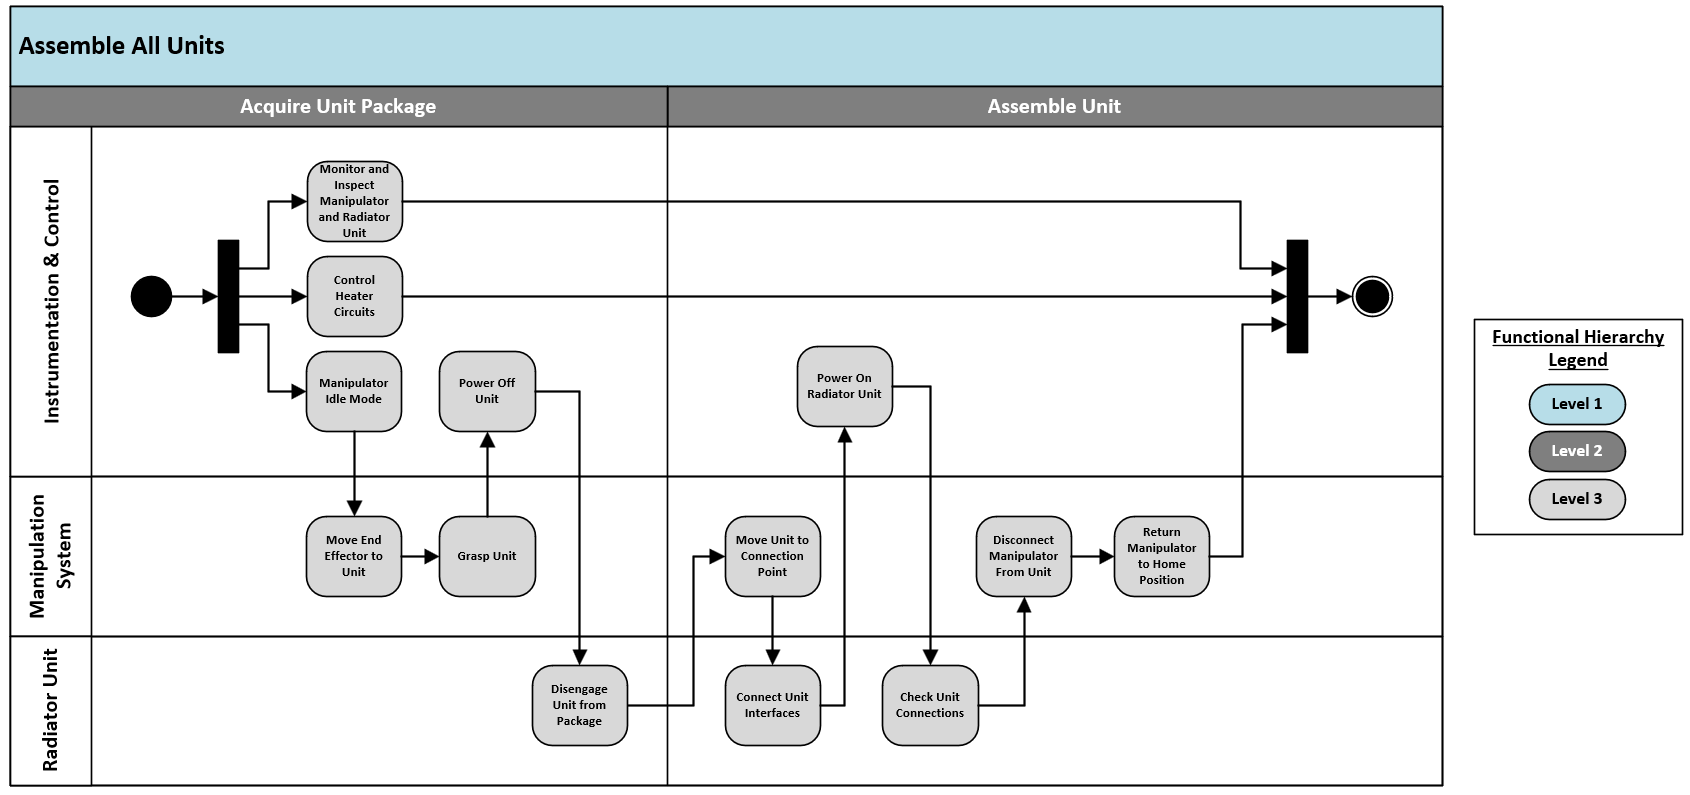 Assemble All Units
Acquire Unit Package
Assemble Unit
Instrumentation & Control
Monitor and
Inspect
Manipulator
and Radiator
Unit
Control
Heater
Circuits
Manipulator
Idle Mode
Power Off
Unit
Power On
Radiator Unit
Manipulation
System
Move End
Effector to
Unit
Grasp Unit
Move Unit to
Connection
Point
Disconnect
Manipulator
From Unit
Return
Manipulator
to Home
Position
Radiator Unit
Disengage
Unit from
Package
Connect Unit
Interfaces
Check Unit
Connections
Functional Hierarchy
Legend
Level 1
Level 2
Level 3